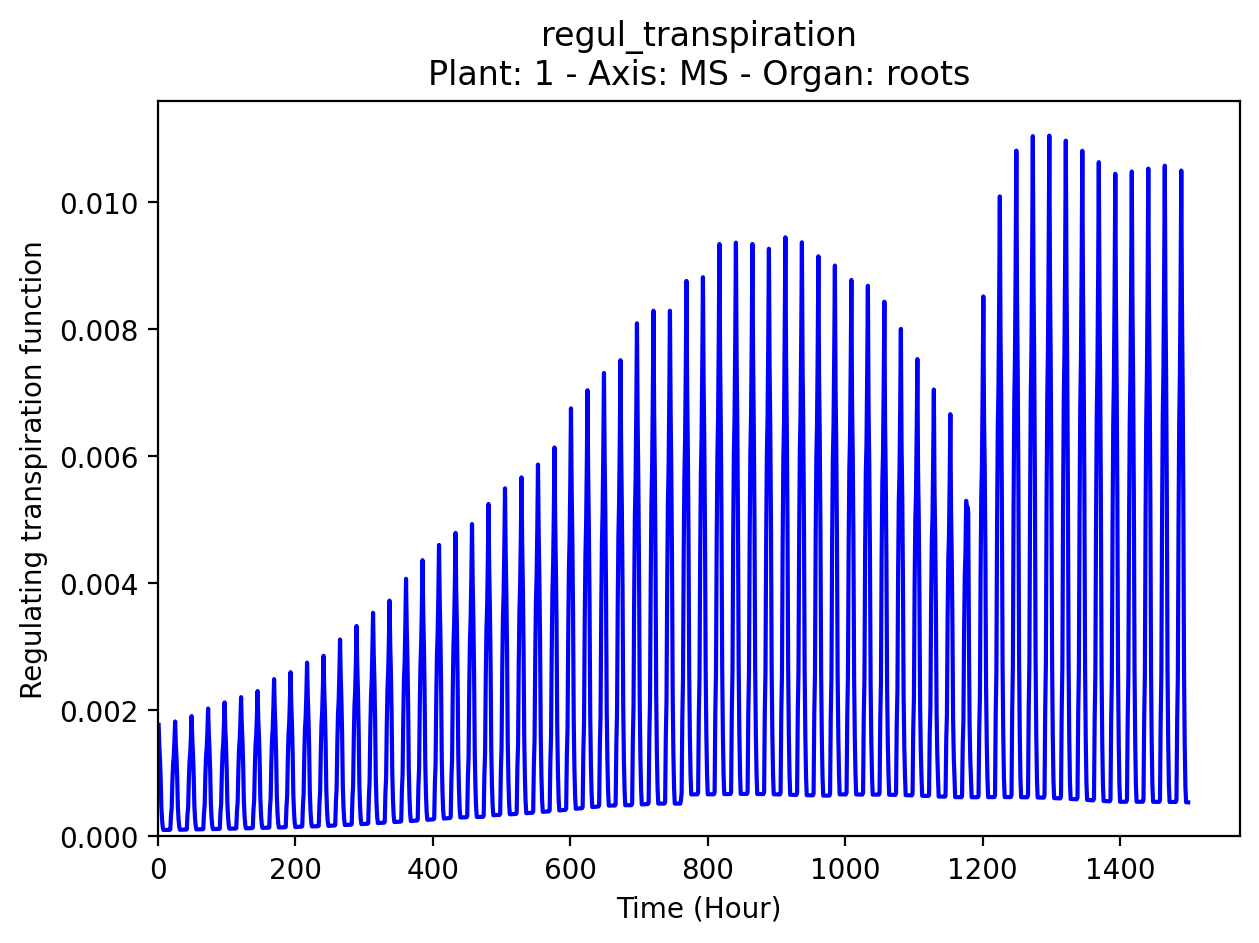 regul_transpiration
Plant: 1 - Axis: MS - Organ: roots
Regulating transpiration function
0.010
0.008
0.006
0.004
0.002
0.000
0 200 400 600 800 1000 1200 1400
Time (Hour)